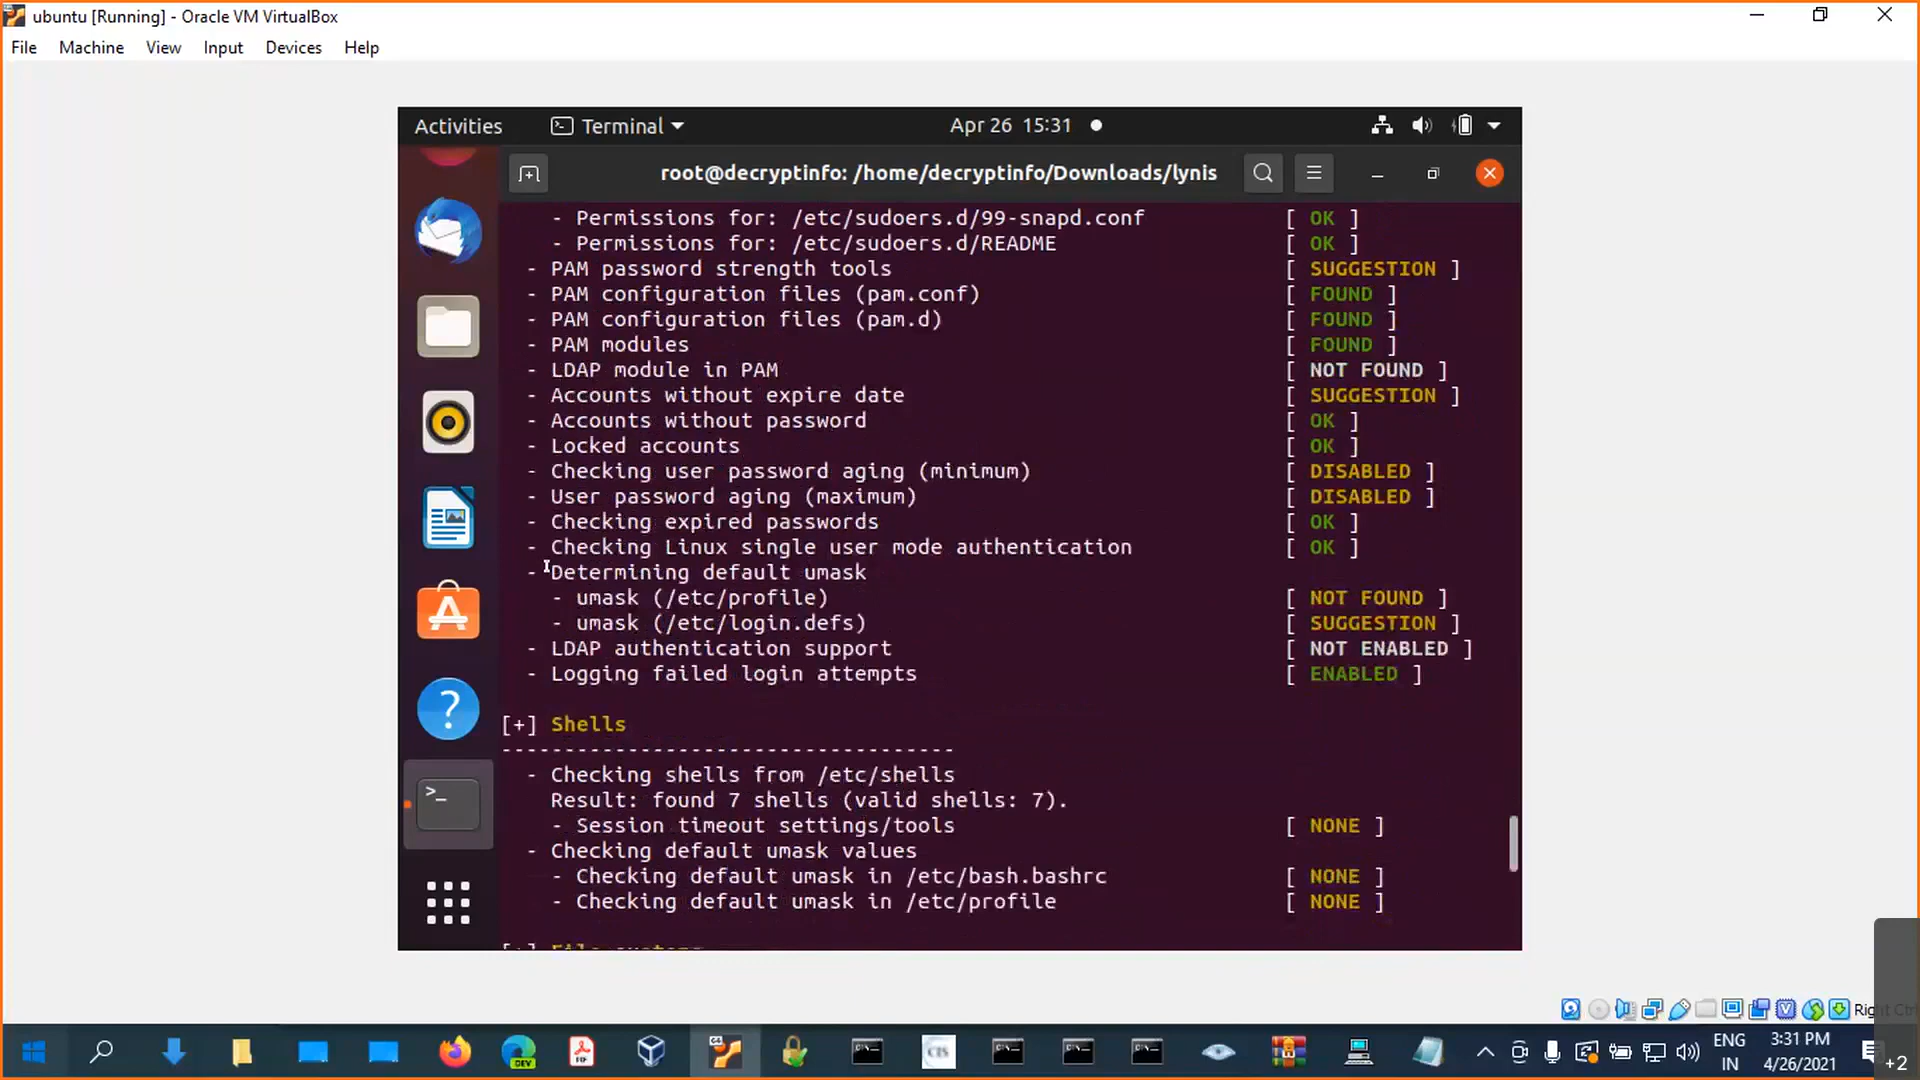 ubuntu [Running] - Oracle VM VirtualBox
File Machine View Input Devices Help
Activities Terminal Apr 26 15:31
root@decryptinfo: /home/decryptinfo/Downloads/lynis
- Permissions for: /etc/sudoers.d/99-snapd.conf [ OK ]
- Permissions for: /etc/sudoers.d/README [ OK ]
- PAM password strength tools [ SUGGESTION ]
- PAM configuration files (pam.conf) [ FOUND ]
- PAM configuration files (pam.d) [ FOUND ]
- PAM modules [ FOUND ]
- LDAP module in PAM [ NOT FOUND ]
- Accounts without expire date [ SUGGESTION ]
- Accounts without password [ OK ]
- Locked accounts [ OK ]
- Checking user password aging (minimum) [ DISABLED ]
- User password aging (maximum) [ DISABLED ]
- Checking expired passwords [ OK ]
- Checking Linux single user mode authentication [ OK ]
- Determining default umask
- umask (/etc/profile) [ NOT FOUND ]
- umask (/etc/login.defs) [ SUGGESTION ]
- LDAP authentication support [ NOT ENABLED ]
- Logging failed login attempts [ ENABLED ]
[+] Shells
------------------------------------
- Checking shells from /etc/shells
Result: found 7 shells (valid shells: 7).
- Session timeout settings/tools [ NONE ]
- Checking default umask values
- Checking default umask in /etc/bash.bashrc [ NONE ]
- Checking default umask in /etc/profile [ NONE ]
Right Ctrl
DEV
PDF
CIS
ENG
IN
3:31 PM
4/26/2021
+2